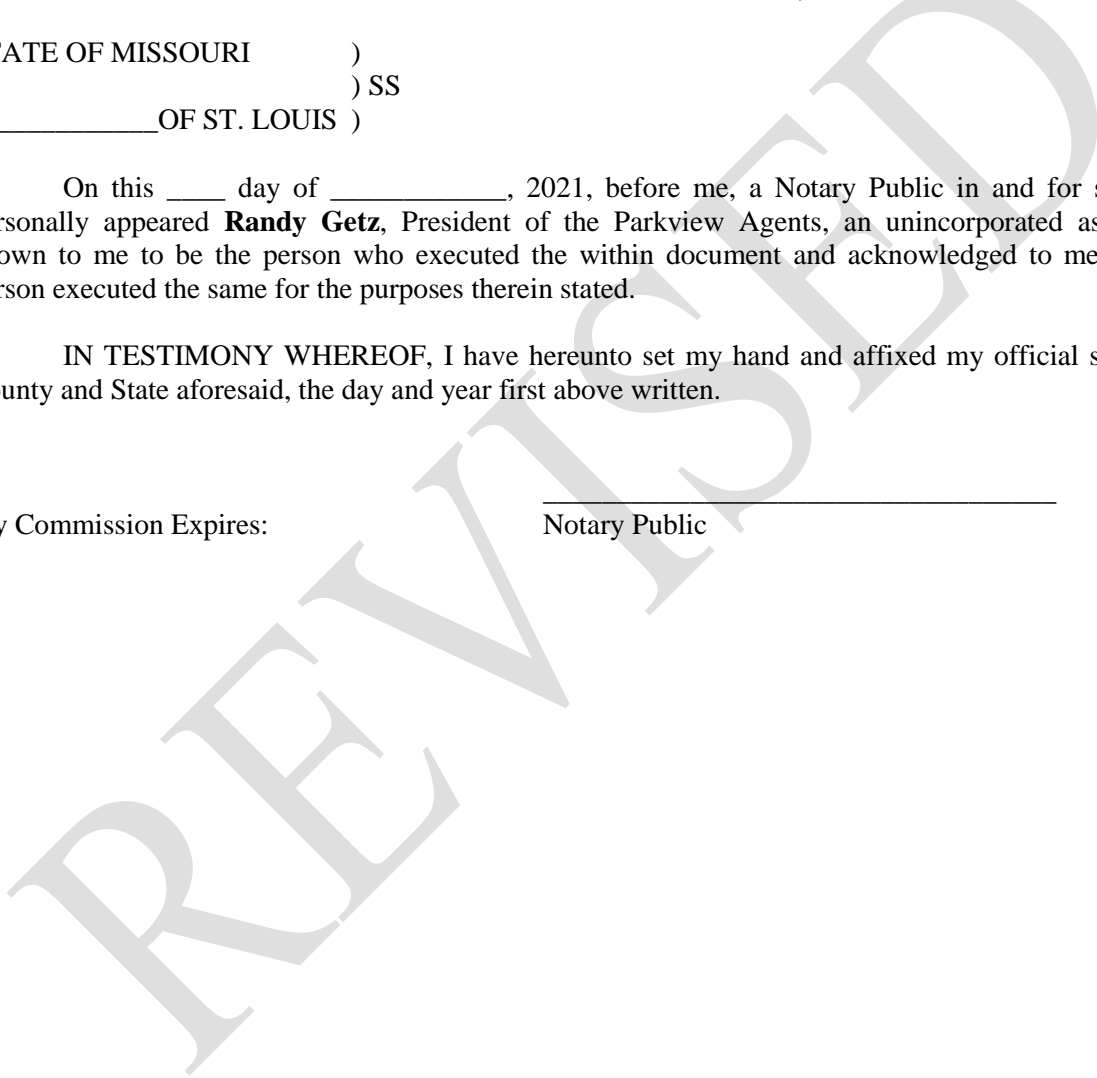 TATE OF MISSOURI )
) SS
___________OF ST. LOUIS )
On this ____ day of ____________, 2021, before me, a Notary Public in and for s
rsonally appeared Randy Getz, President of the Parkview Agents, an unincorporated as
own to me to be the person who executed the within document and acknowledged to me
rson executed the same for the purposes therein stated.
IN TESTIMONY WHEREOF, I have hereunto set my hand and affixed my official s
unty and State aforesaid, the day and year first above written.
___________________________________
y Commission Expires: Notary Public
REVISED